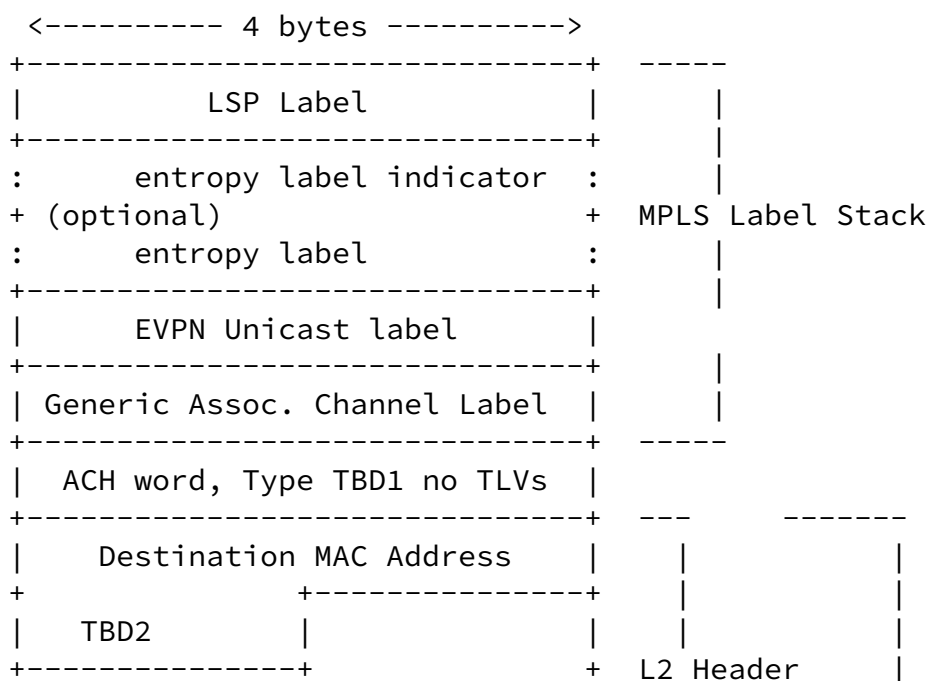 <---------- 4 bytes ---------->
+-------------------------------+  -----
|          LSP Label            |      |
+-------------------------------+      |
:      entropy label indicator  :      |
+ (optional)                    +  MPLS Label Stack
:      entropy label            :      |
+-------------------------------+      |
|      EVPN Unicast label       |
+-------------------------------+      |
| Generic Assoc. Channel Label  |      |
+-------------------------------+  -----
|  ACH word, Type TBD1 no TLVs  |
+-------------------------------+  ---     -------
|    Destination MAC Address    |    |           |
+               +---------------+    |           |
|   TBD2        |               |    |           |
+---------------+               +  L2 Header     |